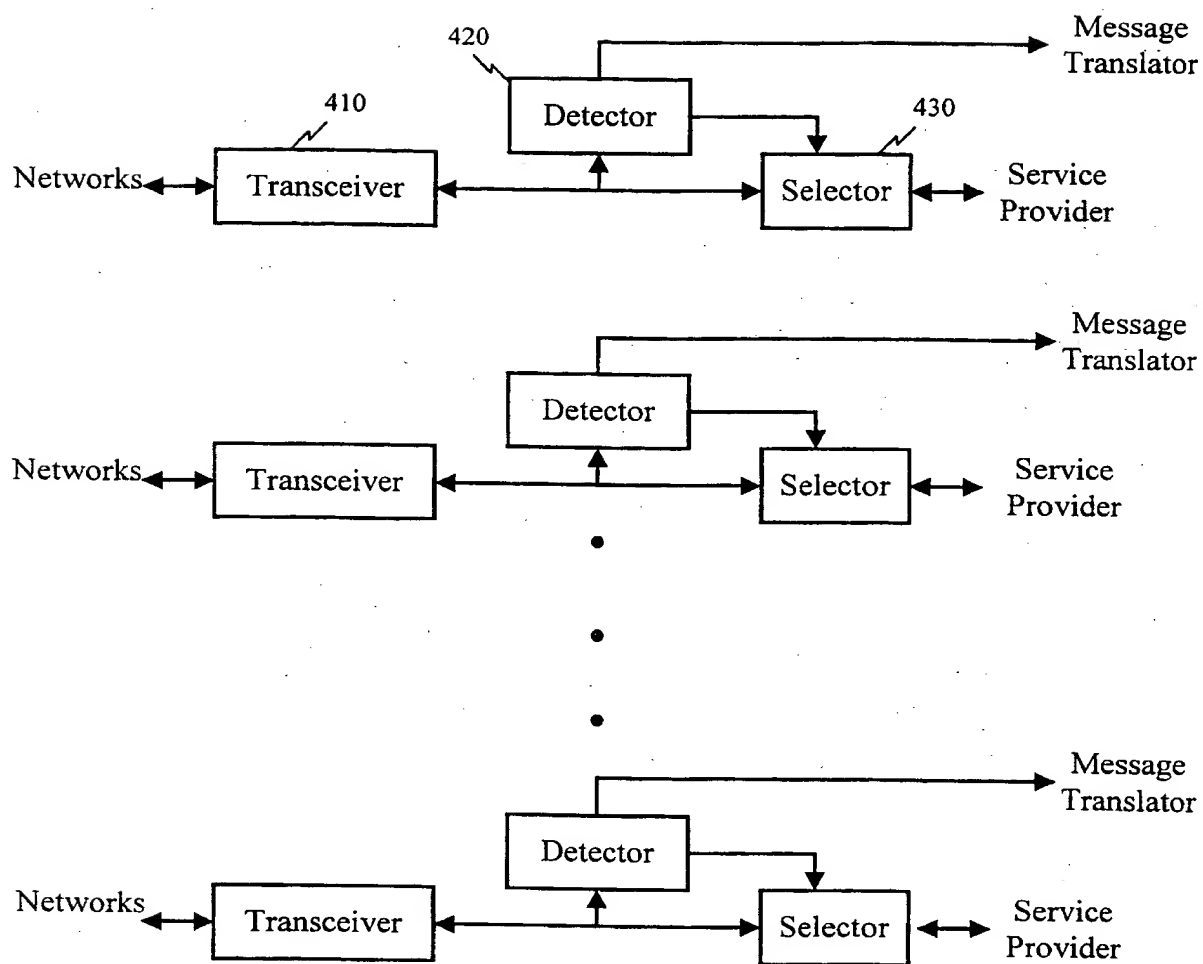 Message
Translator
420
Detector
410
430
Networks
Transceiver
Selector
Service
Provider
Message
Translator
Detector
Networks
Transceiver
Selector
Service
Provider
Message
Translator
Detector
Networks
Transceiver
Selector
Service
Provider